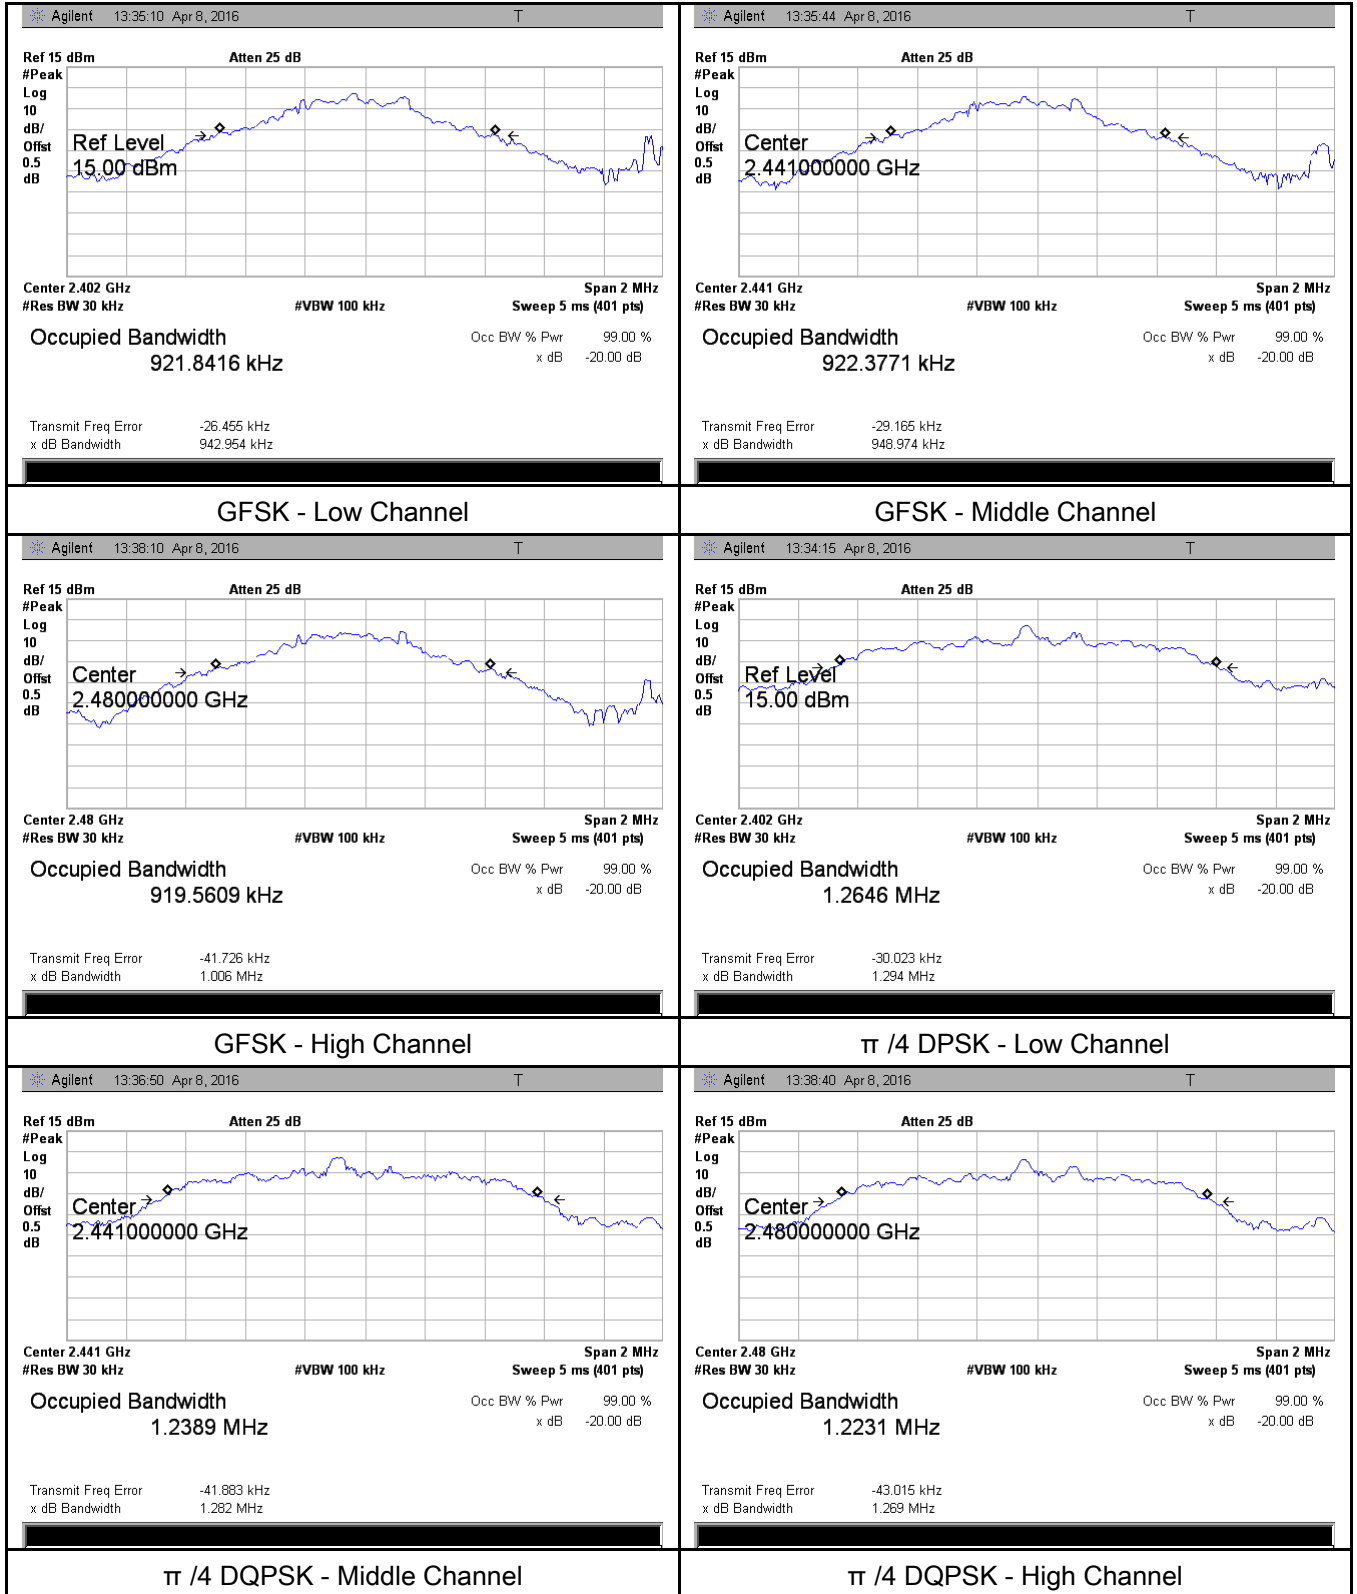 Agilent 13:35:10 Apr 8, 2016 T
Ref 15 dBm Atten 25 dB
#Peak
Log
10
dB/
Offst
0.5
dB
Ref Level
15.00 dBm
Center 2.402 GHz Span 2 MHz
#Res BW 30 kHz #VBW 100 kHz Sweep 5 ms (401 pts)
Occupied Bandwidth Occ BW % Pwr 99.00 %
921.8416 kHz x dB -20.00 dB
Transmit Freq Error -26.455 kHz
x dB Bandwidth 942.954 kHz
GFSK - Low Channel
Agilent 13:35:44 Apr 8, 2016 T
Ref 15 dBm Atten 25 dB
#Peak
Log
10
dB/
Offst
0.5
dB
Center
2.441000000 GHz
Center 2.441 GHz Span 2 MHz
#Res BW 30 kHz #VBW 100 kHz Sweep 5 ms (401 pts)
Occupied Bandwidth Occ BW % Pwr 99.00 %
922.3771 kHz x dB -20.00 dB
Transmit Freq Error -29.165 kHz
x dB Bandwidth 948.974 kHz
GFSK - Middle Channel
Agilent 13:38:10 Apr 8, 2016 T
Ref 15 dBm Atten 25 dB
#Peak
Log
10
dB/
Offst
0.5
dB
Center
2.480000000 GHz
Center 2.48 GHz Span 2 MHz
#Res BW 30 kHz #VBW 100 kHz Sweep 5 ms (401 pts)
Occupied Bandwidth Occ BW % Pwr 99.00 %
919.5609 kHz x dB -20.00 dB
Transmit Freq Error -41.726 kHz
x dB Bandwidth 1.006 MHz
GFSK - High Channel
Agilent 13:34:15 Apr 8, 2016 T
Ref 15 dBm Atten 25 dB
#Peak
Log
10
dB/
Offst
0.5
dB
Ref Level
15.00 dBm
Center 2.402 GHz Span 2 MHz
#Res BW 30 kHz #VBW 100 kHz Sweep 5 ms (401 pts)
Occupied Bandwidth Occ BW % Pwr 99.00 %
1.2646 MHz x dB -20.00 dB
Transmit Freq Error -30.023 kHz
x dB Bandwidth 1.294 MHz
π /4 DPSK - Low Channel
Agilent 13:36:50 Apr 8, 2016 T
Ref 15 dBm Atten 25 dB
#Peak
Log
10
dB/
Offst
0.5
dB
Center
2.441000000 GHz
Center 2.441 GHz Span 2 MHz
#Res BW 30 kHz #VBW 100 kHz Sweep 5 ms (401 pts)
Occupied Bandwidth Occ BW % Pwr 99.00 %
1.2389 MHz x dB -20.00 dB
Transmit Freq Error -41.883 kHz
x dB Bandwidth 1.282 MHz
π /4 DQPSK - Middle Channel
Agilent 13:38:40 Apr 8, 2016 T
Ref 15 dBm Atten 25 dB
#Peak
Log
10
dB/
Offst
0.5
dB
Center
2.480000000 GHz
Center 2.48 GHz Span 2 MHz
#Res BW 30 kHz #VBW 100 kHz Sweep 5 ms (401 pts)
Occupied Bandwidth Occ BW % Pwr 99.00 %
1.2231 MHz x dB -20.00 dB
Transmit Freq Error -43.015 kHz
x dB Bandwidth 1.269 MHz
π /4 DQPSK - High Channel